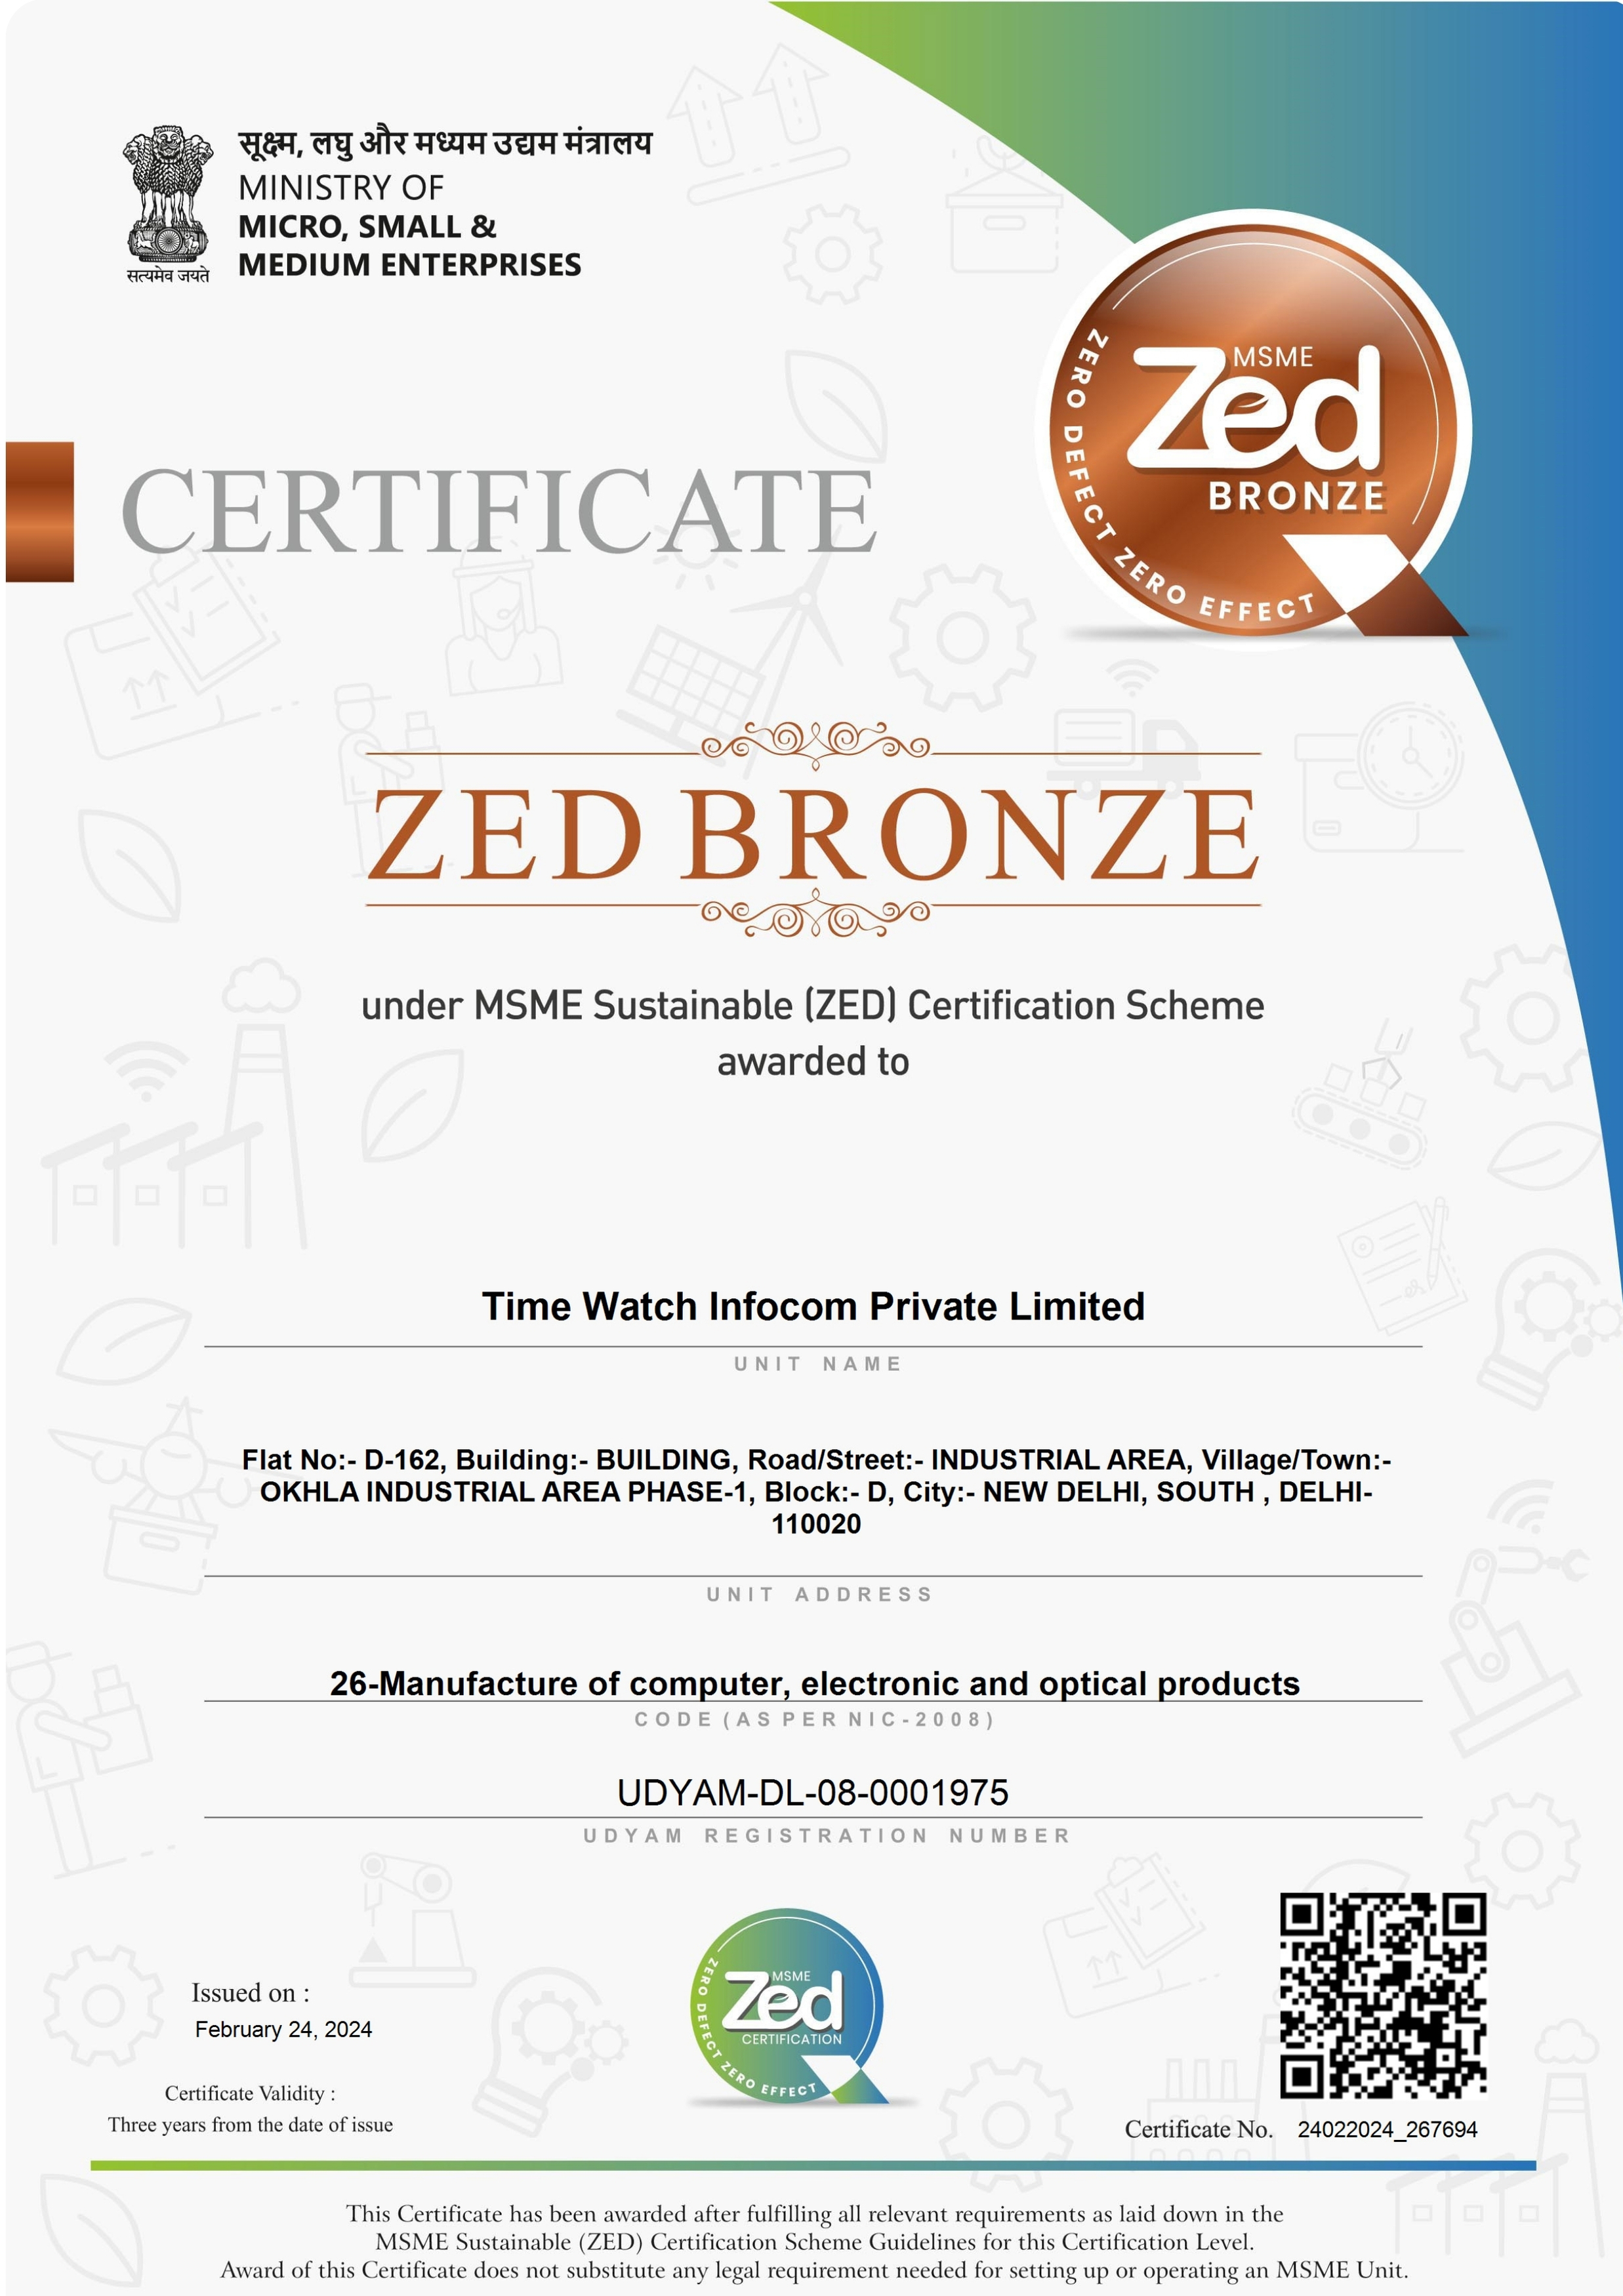 सूक्ष्म, लघु और मध्यम उद्यम मंत्रालय
MINISTRY OF
MICRO, SMALL &
MEDIUM ENTERPRISES
सत्यमेव जयते
MSME
Zed
BRONZE
ZERO DEFECT ZERO EFFECT
CERTIFICATE
ZED BRONZE
under MSME Sustainable (ZED) Certification Scheme
awarded to
Time Watch Infocom Private Limited
UNIT NAME
Flat No:- D-162, Building:- BUILDING, Road/Street:- INDUSTRIAL AREA, Village/Town:-
OKHLA INDUSTRIAL AREA PHASE-1, Block:- D, City:- NEW DELHI, SOUTH , DELHI-
110020
UNIT ADDRESS
26-Manufacture of computer, electronic and optical products
CODE (AS PER NIC-2008)
UDYAM-DL-08-0001975
UDYAM REGISTRATION NUMBER
Issued on :
February 24, 2024
Certificate Validity :
Three years from the date of issue
MSME
Zed
CERTIFICATION
ZERO DEFECT ZERO EFFECT
Certificate No. 24022024_267694
This Certificate has been awarded after fulfilling all relevant requirements as laid down in the
MSME Sustainable (ZED) Certification Scheme Guidelines for this Certification Level.
Award of this Certificate does not substitute any legal requirement needed for setting up or operating an MSME Unit.